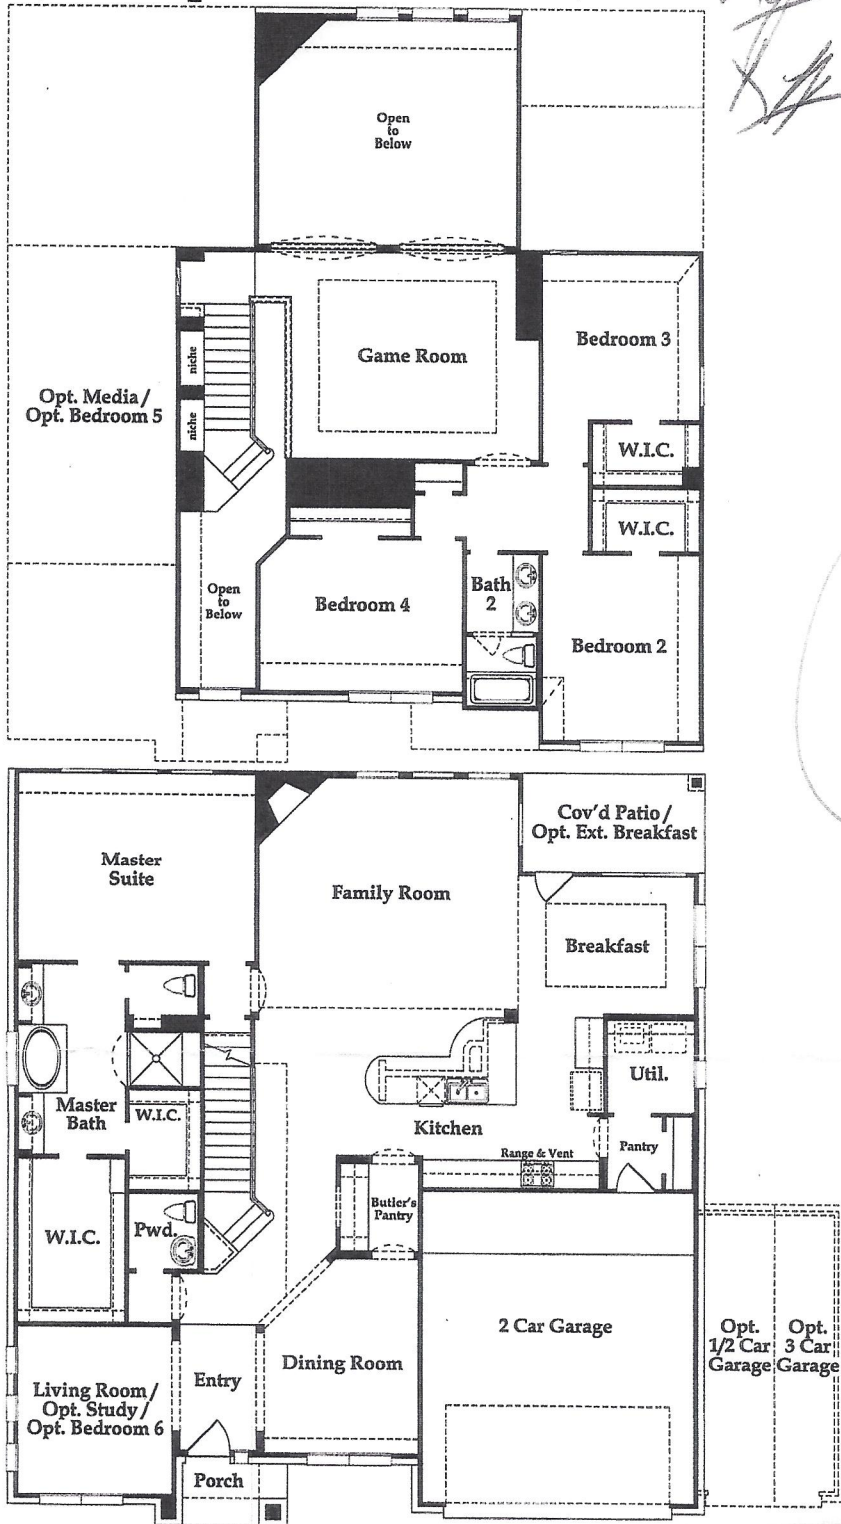 Open
to
Below
Game Room
Bedroom 3
niche
niche
Opt. Media /
Opt. Bedroom 5
W.I.C.
W.I.C.
Open
to
Below
Bedroom 4
Bath
2
Bedroom 2
Cov'd Patio /
Opt. Ext. Breakfast
Master
Suite
Family Room
Breakfast
Util.
Master
Bath
W.I.C.
Kitchen
Pantry
Range & Vent
Butler's
Pantry
W.I.C.
Pwd.
2 Car Garage
Opt.
1/2 Car
Garage
Opt.
3 Car
Garage
Dining Room
Entry
Living Room /
Opt. Study /
Opt. Bedroom 6
Porch